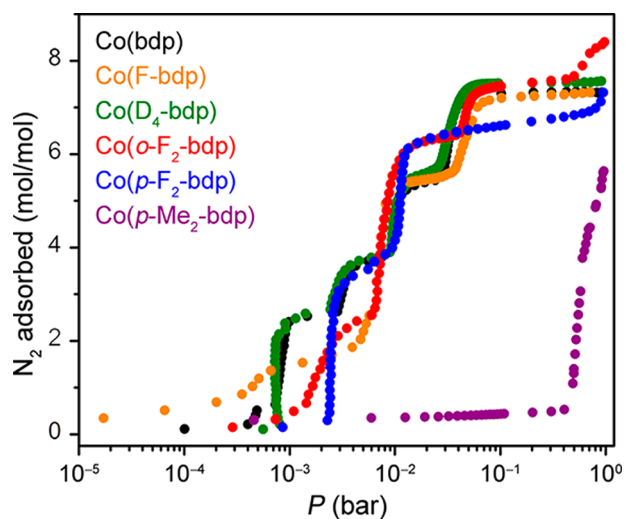 Co(bdp)
Co(F-bdp)
Co(D₄-bdp)
Co(o-F₂-bdp)
Co(p-F₂-bdp)
Co(p-Me₂-bdp)
N₂ adsorbed (mol/mol)
8
6
4
2
0
10⁻⁵ 10⁻⁴ 10⁻³ 10⁻² 10⁻¹ 10⁰
P (bar)